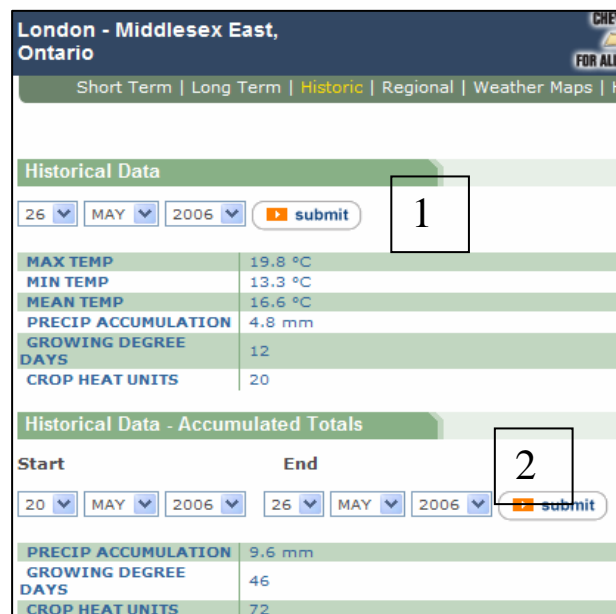 London - Middlesex East,
Ontario
FOR ALL
Short Term | Long Term | Historic | Regional | Weather Maps |
Historical Data
26 MAY 2006 submit
1
MAX TEMP 19.8 °C
MIN TEMP 13.3 °C
MEAN TEMP 16.6 °C
PRECIP ACCUMULATION 4.8 mm
GROWING DEGREE
DAYS 12
CROP HEAT UNITS 20
Historical Data - Accumulated Totals
Start End
2
20 MAY 2006 26 MAY 2006 submit
PRECIP ACCUMULATION 9.6 mm
GROWING DEGREE
DAYS 46
CROP HEAT UNITS 72